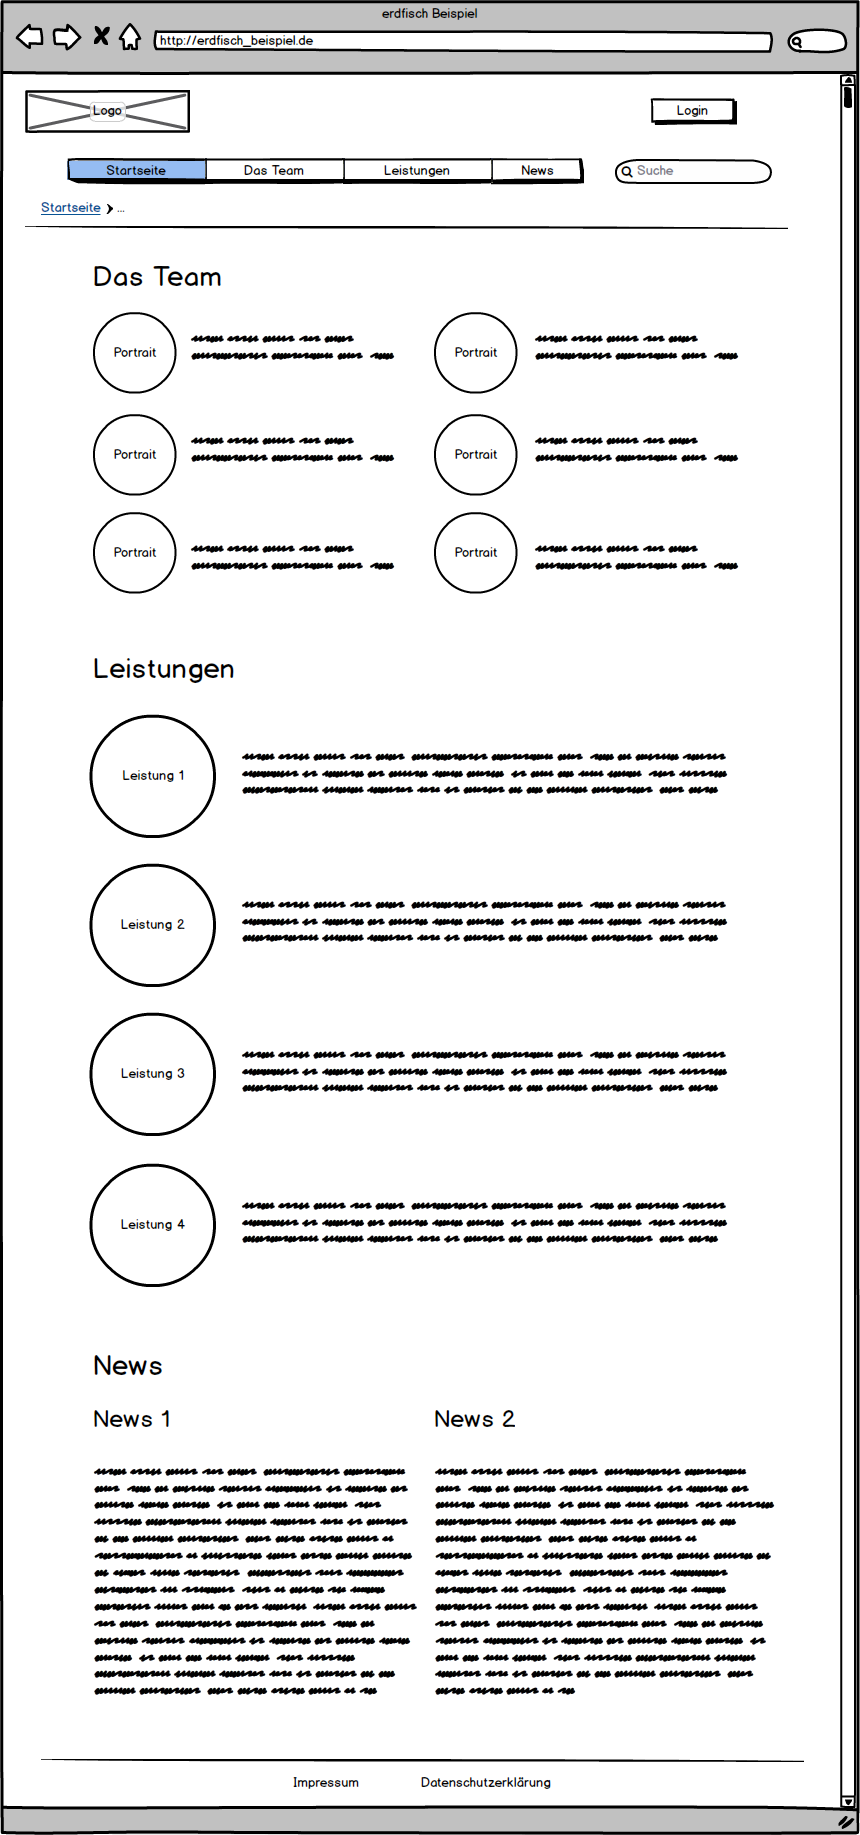 erdfisch Beispiel
http://erdfisch_beispiel.de
Logo
Login
Startseite Das Team Leistungen News Suche
Startseite ...
Das Team
Portrait Portrait
Portrait Portrait
Portrait Portrait
Leistungen
Leistung 1
Leistung 2
Leistung 3
Leistung 4
News
News 1 News 2
Impressum Datenschutzerklärung